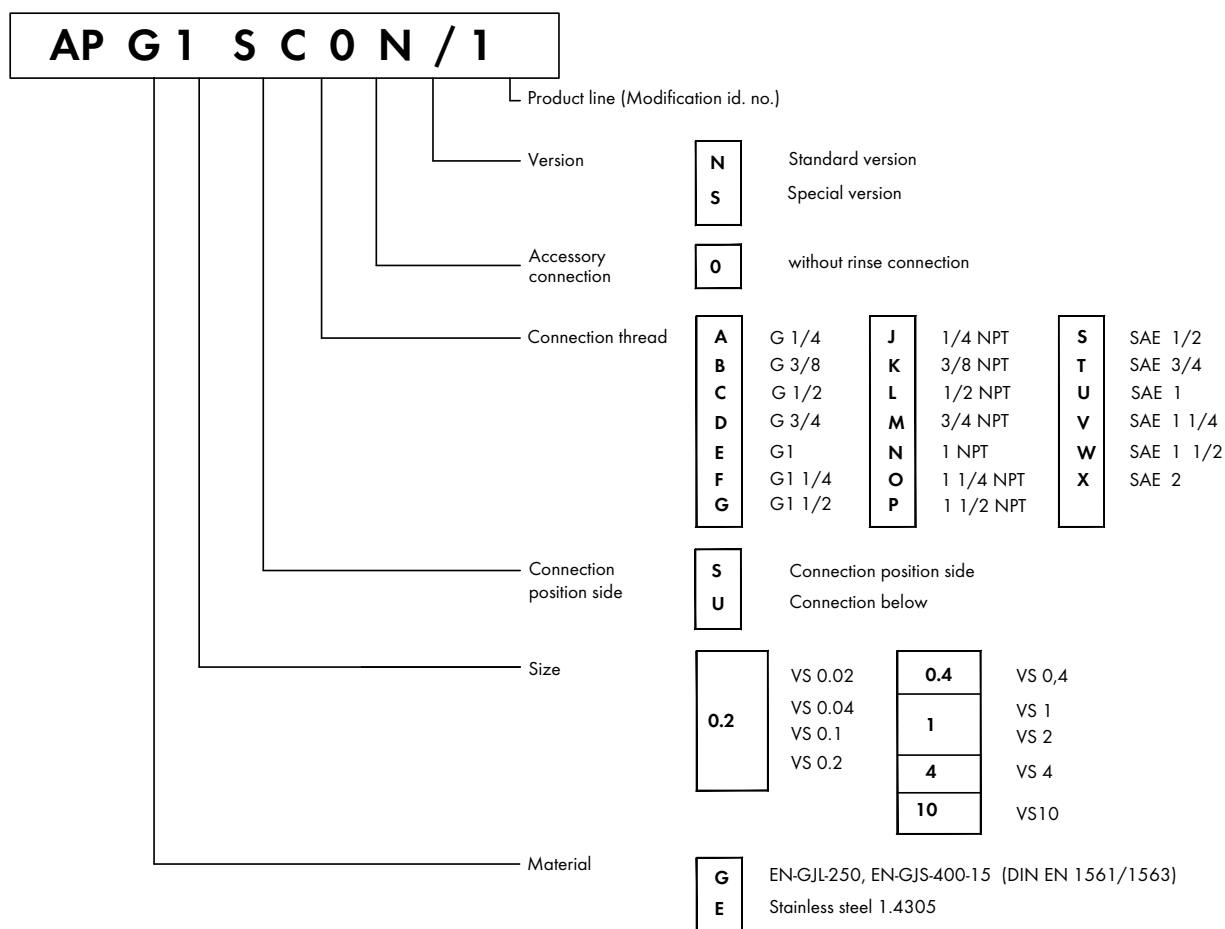 AP G 1 S C 0 N / 1
Product line (Modification id. no.)
Version
N Standard version
S Special version
Accessory
connection
0 without rinse connection
Connection thread
A G 1/4 J 1/4 NPT S SAE 1/2
B G 3/8 K 3/8 NPT T SAE 3/4
C G 1/2 L 1/2 NPT U SAE 1
D G 3/4 M 3/4 NPT V SAE 1 1/4
E G1 N 1 NPT W SAE 1 1/2
F G1 1/4 O 1 1/4 NPT X SAE 2
G G1 1/2 P 1 1/2 NPT
Connection
position side
S Connection position side
U Connection below
Size
0.2
VS 0.02
VS 0.04
VS 0.1
VS 0.2
0.4 VS 0,4
1
VS 1
VS 2
4 VS 4
10 VS10
Material
G EN-GJL-250, EN-GJS-400-15 (DIN EN 1561/1563)
E Stainless steel 1.4305